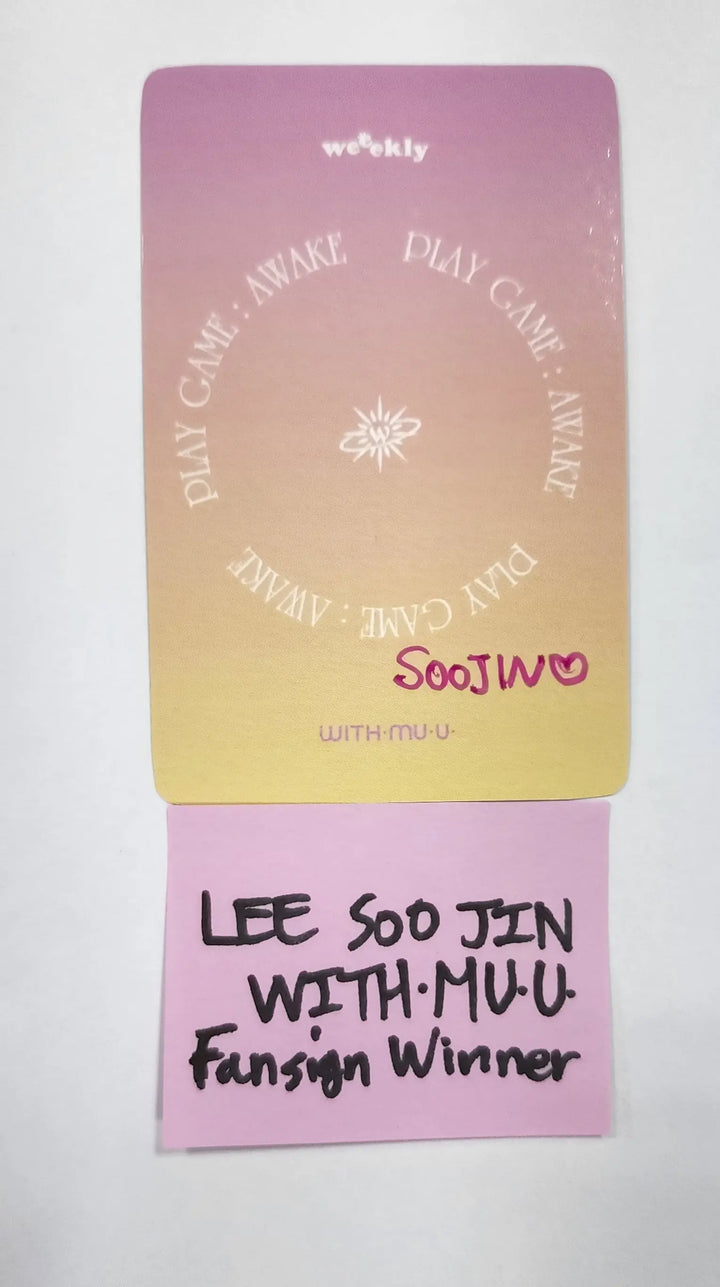 weeekly
PLAY GAME : AWAKE
PLAY GAME : AWAKE
PLAY GAME : AWAKE
W
SOOJIN♡
WITH·MU·U·
LEE SOO JIN
WITH·MU·U·
Fansign Winner